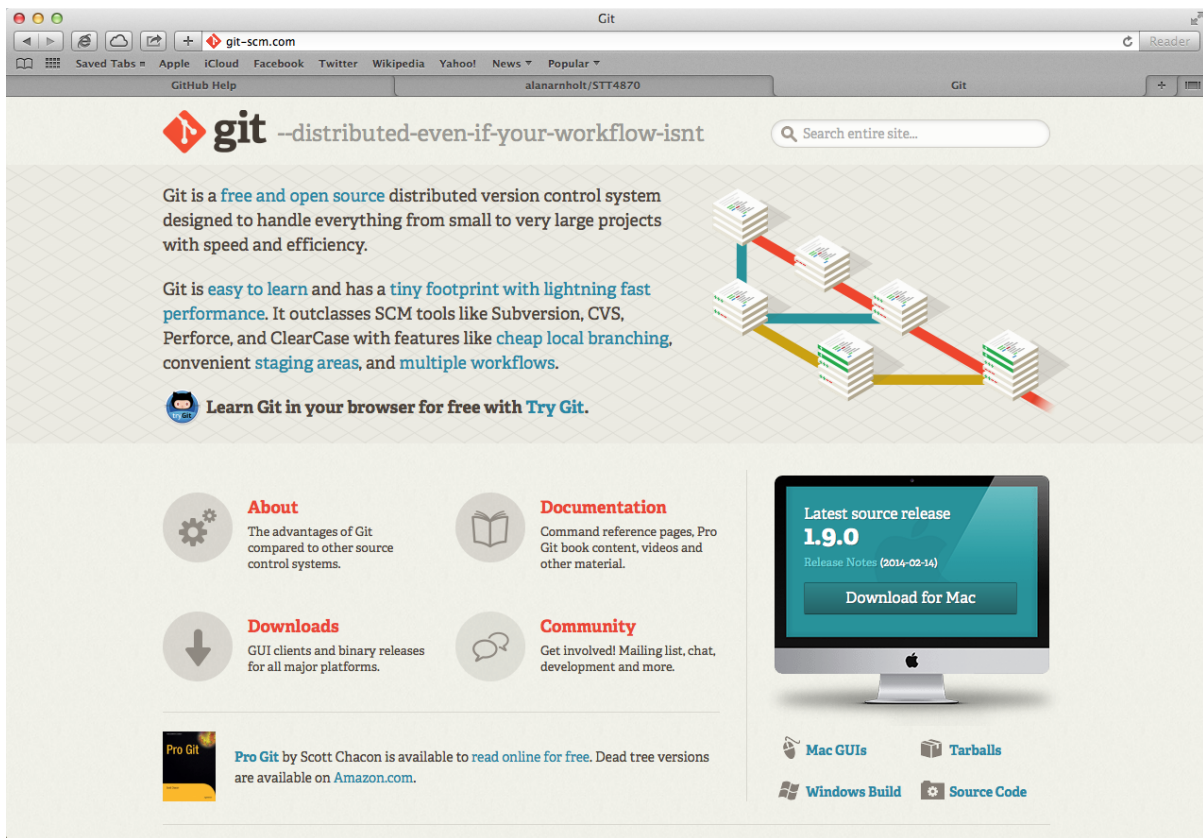 Git
git-scm.com
Reader
Saved Tabs
Apple
iCloud
Facebook
Twitter
Wikipedia
Yahoo!
News
Popular
GitHub Help
alanarnholt/STT4870
Git
git --distributed-even-if-your-workflow-isnt
Search entire site...
Git is a free and open source distributed version control system
designed to handle everything from small to very large projects
with speed and efficiency.
Git is easy to learn and has a tiny footprint with lightning fast
performance. It outclasses SCM tools like Subversion, CVS,
Perforce, and ClearCase with features like cheap local branching,
convenient staging areas, and multiple workflows.
tryGit
Learn Git in your browser for free with Try Git.
About
The advantages of Git
compared to other source
control systems.
Documentation
Command reference pages, Pro
Git book content, videos and
other material.
Downloads
GUI clients and binary releases
for all major platforms.
Community
Get involved! Mailing list, chat,
development and more.
Latest source release
1.9.0
Release Notes (2014-02-14)
Download for Mac
Pro Git
Pro Git by Scott Chacon is available to read online for free. Dead tree versions
are available on Amazon.com.
Mac GUIs
Tarballs
Windows Build
Source Code